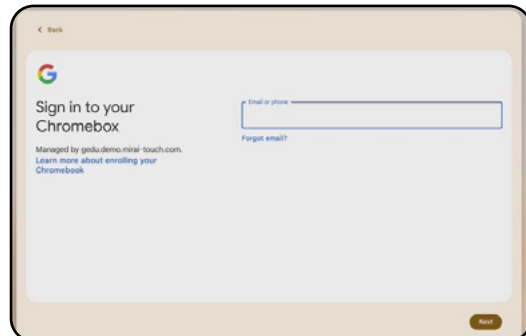 Back
Sign in to your
Chromebox
Managed by gedu.demo.mirai-touch.com.
Learn more about enrolling your
Chromebook
Email or phone
Forgot email?
Next